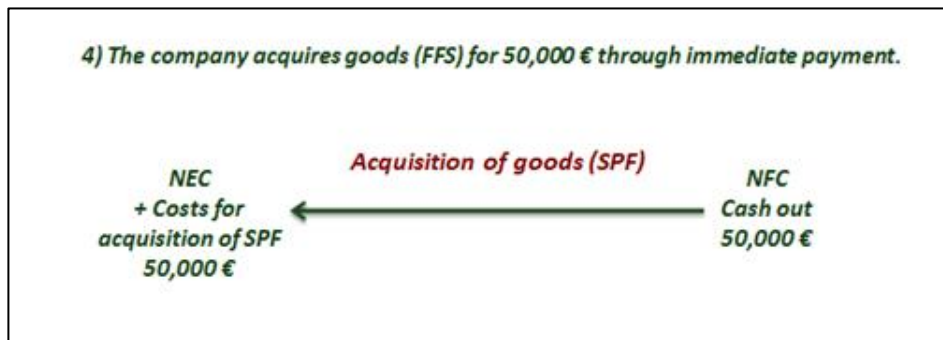 4) The company acquires goods (FFS) for 50,000 € through immediate payment.
Acquisition of goods (SPF)
NEC
+ Costs for
acquisition of SPF
50,000 €
NFC
Cash out
50,000 €